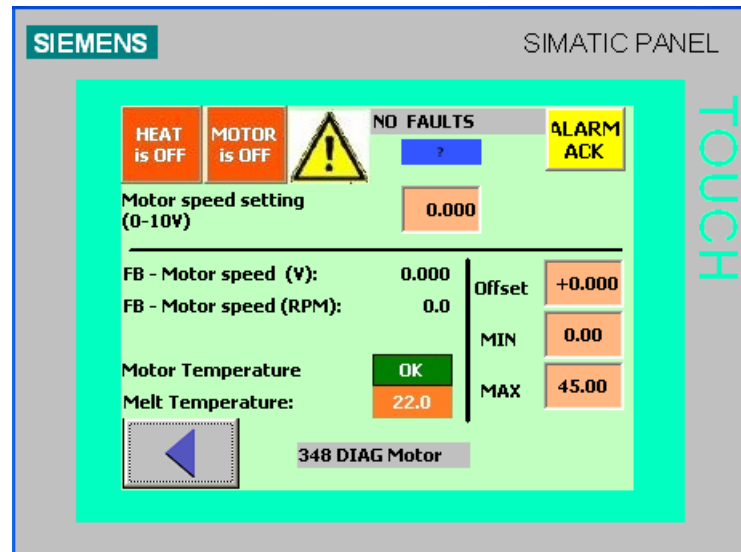 SIEMENS
SIMATIC PANEL
TOUCH
HEAT
is OFF
MOTOR
is OFF
!
NO FAULTS
?
ALARM
ACK
Motor speed setting
(0-10V)
0.000
FB - Motor speed (V):
0.000
FB - Motor speed (RPM):
0.0
Offset
+0.000
MIN
0.00
MAX
45.00
Motor Temperature
OK
Melt Temperature:
22.0
348 DIAG Motor